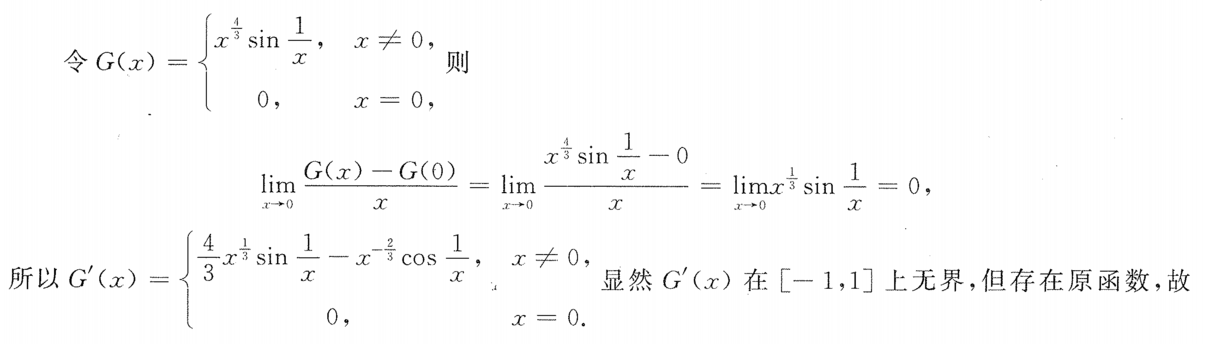 令 G(x) = { x^{4/3} sin 1/x, x ≠ 0,
0, x = 0, 则
lim_{x→0} (G(x) − G(0))/x = lim_{x→0} (x^{4/3} sin 1/x − 0)/x = lim_{x→0} x^{1/3} sin 1/x = 0,
所以 G′(x) = { 4/3 x^{1/3} sin 1/x − x^{−2/3} cos 1/x, x ≠ 0,
0, x = 0. 显然 G′(x) 在 [−1,1] 上无界,但存在原函数,故